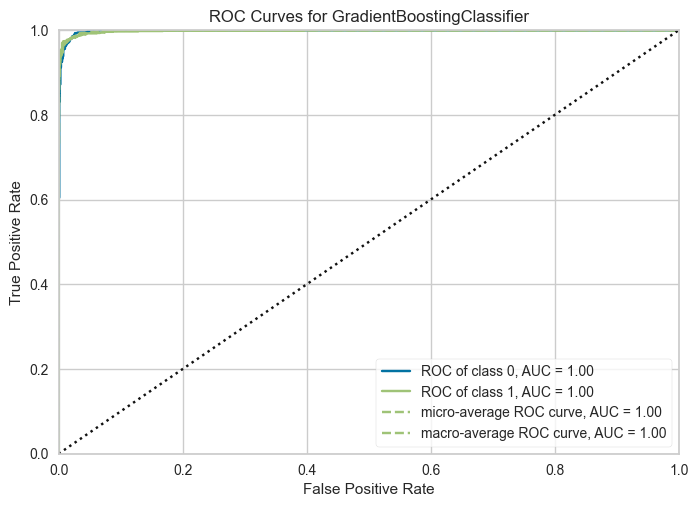 ROC Curves for GradientBoostingClassifier
1.0
0.8
0.6
0.4
0.2
0.0
True Positive Rate
ROC of class 0, AUC = 1.00
ROC of class 1, AUC = 1.00
micro-average ROC curve, AUC = 1.00
macro-average ROC curve, AUC = 1.00
0.0 0.2 0.4 0.6 0.8 1.0
False Positive Rate